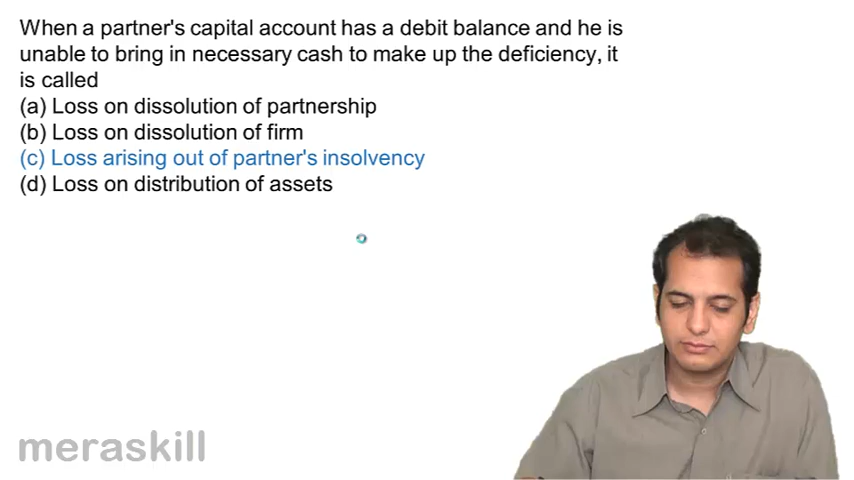 When a partner's capital account has a debit balance and he is
unable to bring in necessary cash to make up the deficiency, it
is called
(a) Loss on dissolution of partnership
(b) Loss on dissolution of firm
(c) Loss arising out of partner's insolvency
(d) Loss on distribution of assets
meraskill